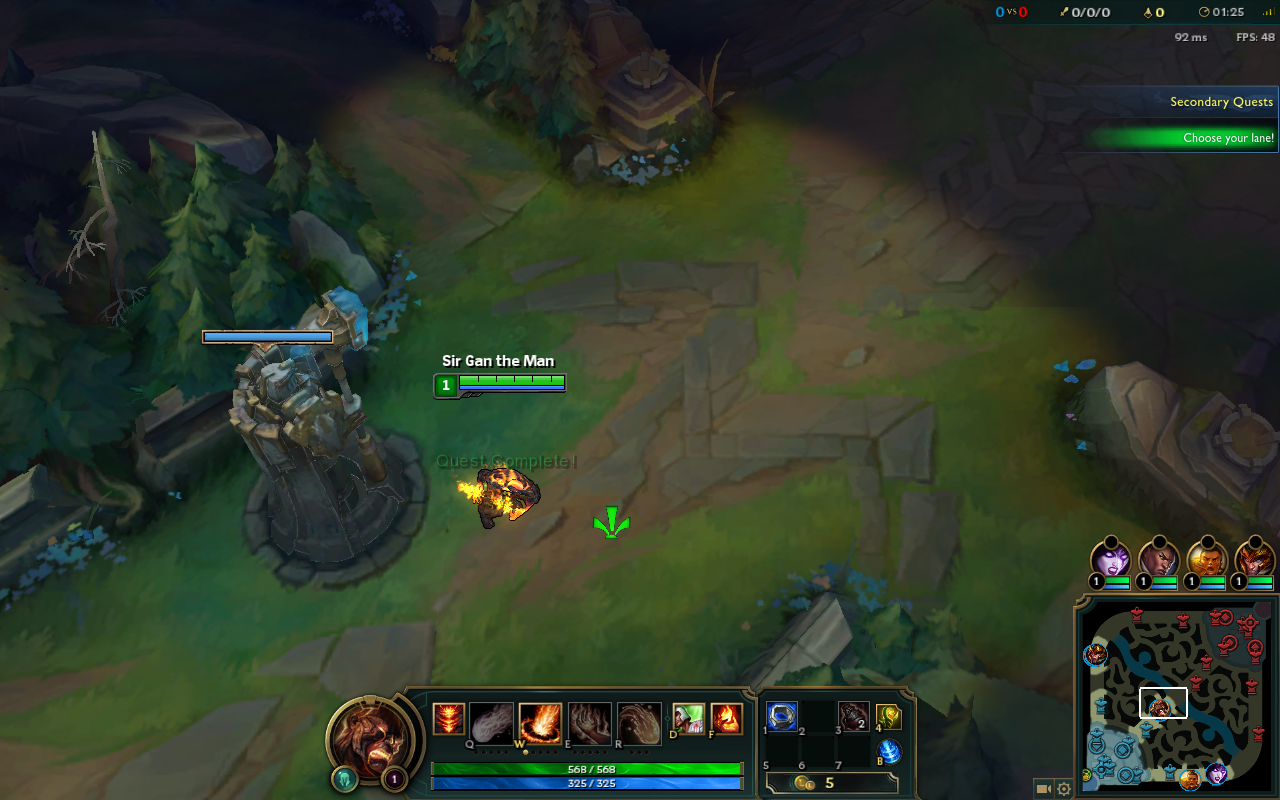 0 vs 0 0/0/0 0 01:25
92 ms FPS: 48
Secondary Quests
Choose your lane!
Sir Gan the Man
1
Quest Complete!
1 1 1 1
Q W E R D F
1 2 3 2 4
568 / 568
325 / 325
B
5 6 7
1
5